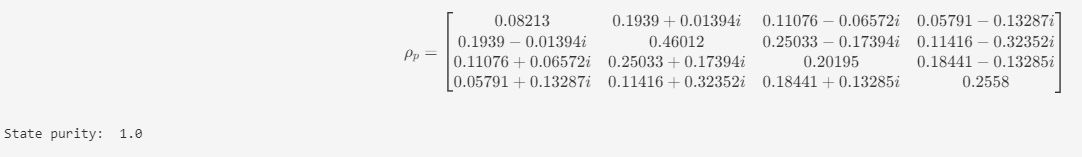 0.08213 0.1939 + 0.01394i 0.11076 − 0.06572i 0.05791 − 0.13287i
0.1939 − 0.01394i 0.46012 0.25033 − 0.17394i 0.11416 − 0.32352i
ρp =
0.11076 + 0.06572i 0.25033 + 0.17394i 0.20195 0.18441 − 0.13285i
0.05791 + 0.13287i 0.11416 + 0.32352i 0.18441 + 0.13285i 0.2558
State purity: 1.0